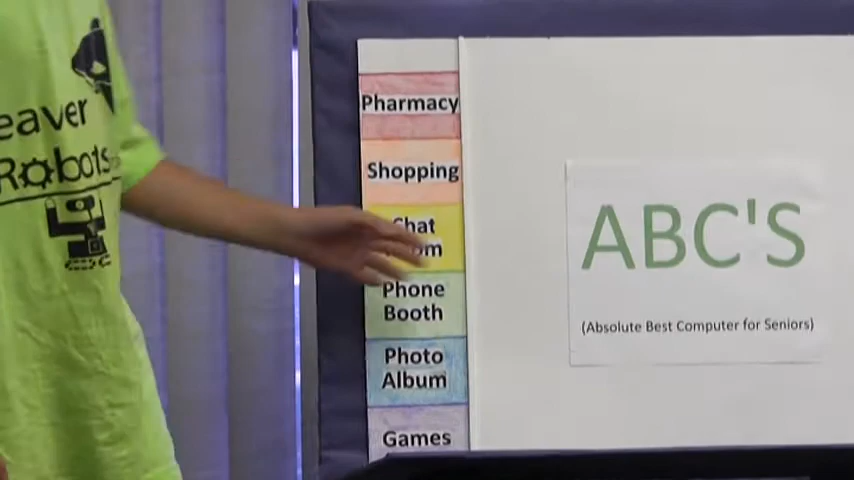 eaver
Robots
Pharmacy
Shopping
Chat
Phone
Booth
Photo
Album
Games
ABC's
(Absolute Best Computer for Seniors)